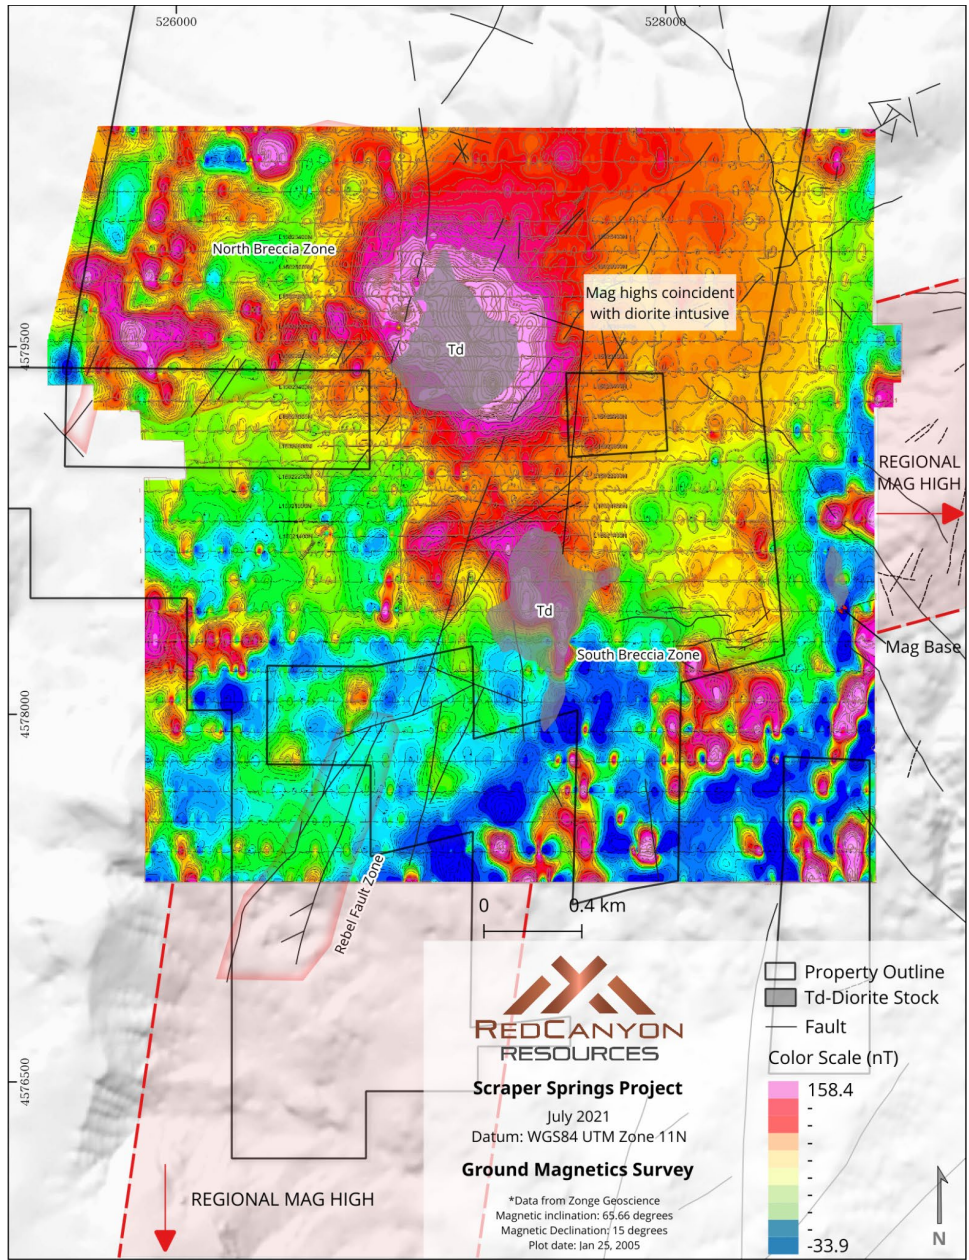 526000
528000
North Breccia Zone
Mag highs coincident
with diorite intrusive
4579500
Td
REGIONAL
MAG HIGH
Td
Mag Base
South Breccia Zone
4578000
Rebel Fault Zone
0 0.4 km
REDCANYON
RESOURCES
Scraper Springs Project
July 2021
Datum: WGS84 UTM Zone 11N
Ground Magnetics Survey
*Data from Zonge Geoscience
Magnetic inclination: 65.66 degrees
Magnetic Declination: 15 degrees
Plot date: Jan 25, 2005
Property Outline
Td-Diorite Stock
Fault
Color Scale (nT)
158.4
-
-
-
-
-
-
-
-
-33.9
4576500
REGIONAL MAG HIGH
N